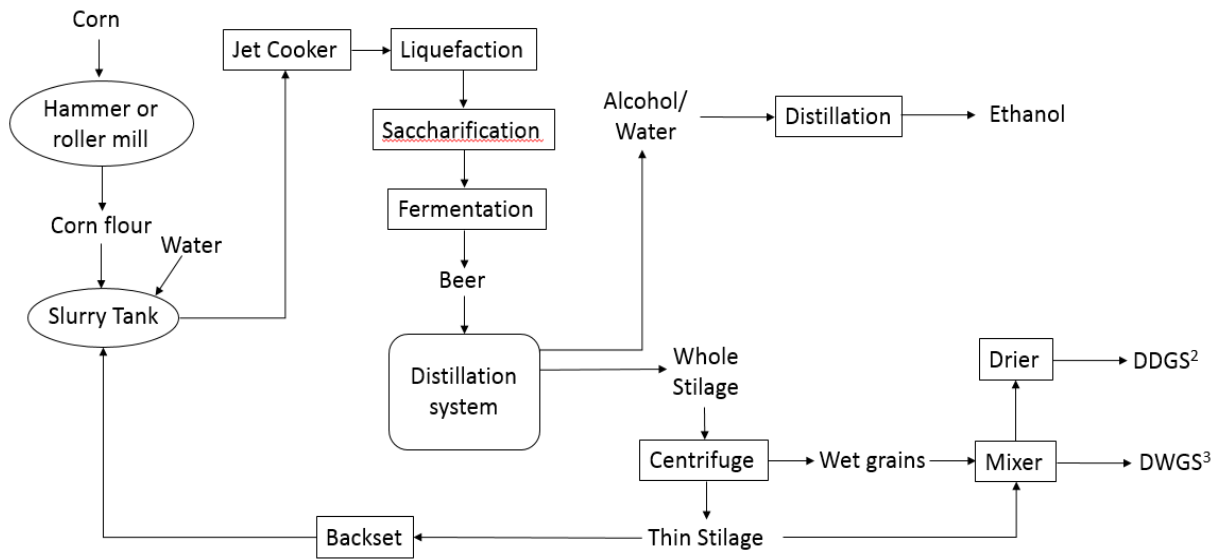 Corn
Hammer or
roller mill
Corn flour
Water
Slurry Tank
Jet Cooker
Liquefaction
Saccharification
Fermentation
Beer
Distillation
system
Alcohol/
Water
Distillation
Ethanol
Whole
Stilage
Centrifuge
Wet grains
Mixer
Drier
DDGS²
DWGS³
Thin Stilage
Backset